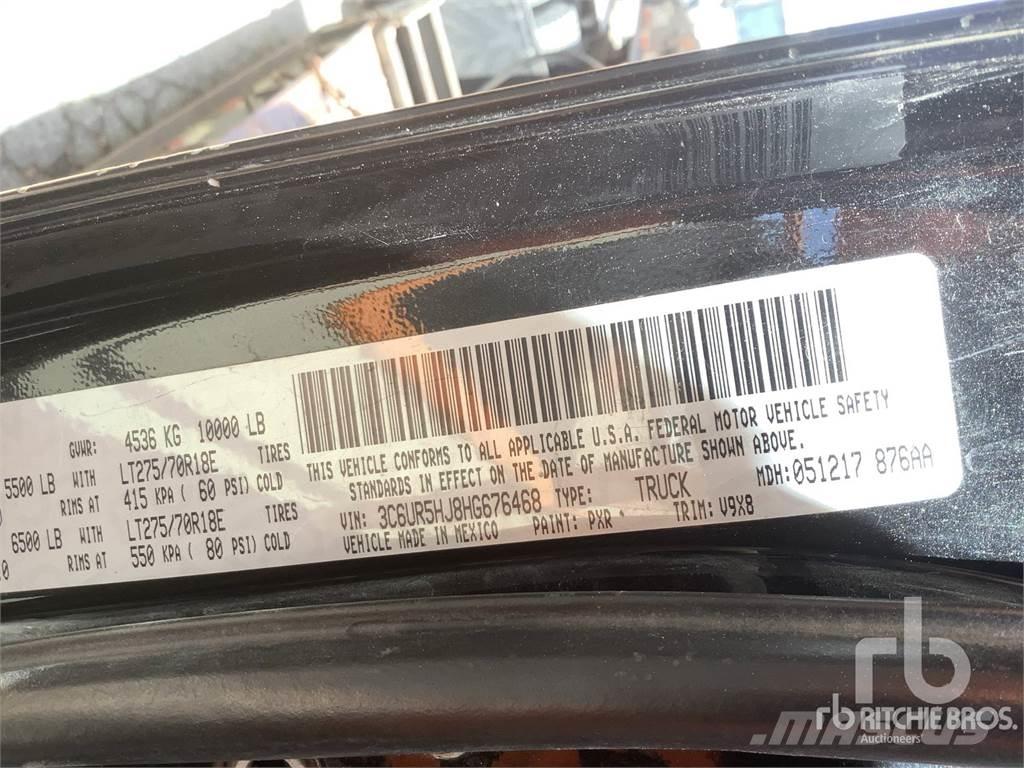 GVWR: 4536 KG 10000 LB
5500 LB WITH LT275/70R18E TIRES
RIMS AT 415 KPA ( 60 PSI) COLD
6500 LB WITH LT275/70R18E TIRES
RIMS AT 550 KPA ( 80 PSI) COLD
THIS VEHICLE CONFORMS TO ALL APPLICABLE U.S.A. FEDERAL MOTOR VEHICLE SAFETY
STANDARDS IN EFFECT ON THE DATE OF MANUFACTURE SHOWN ABOVE.
VIN: 3C6UR5HJ8HG676468 TYPE: TRUCK MDH: 051217 876AA
VEHICLE MADE IN MEXICO PAINT: PXR * TRIM: V9X8
rb
MASCUS
rb RITCHIE BROS.
Auctioneers